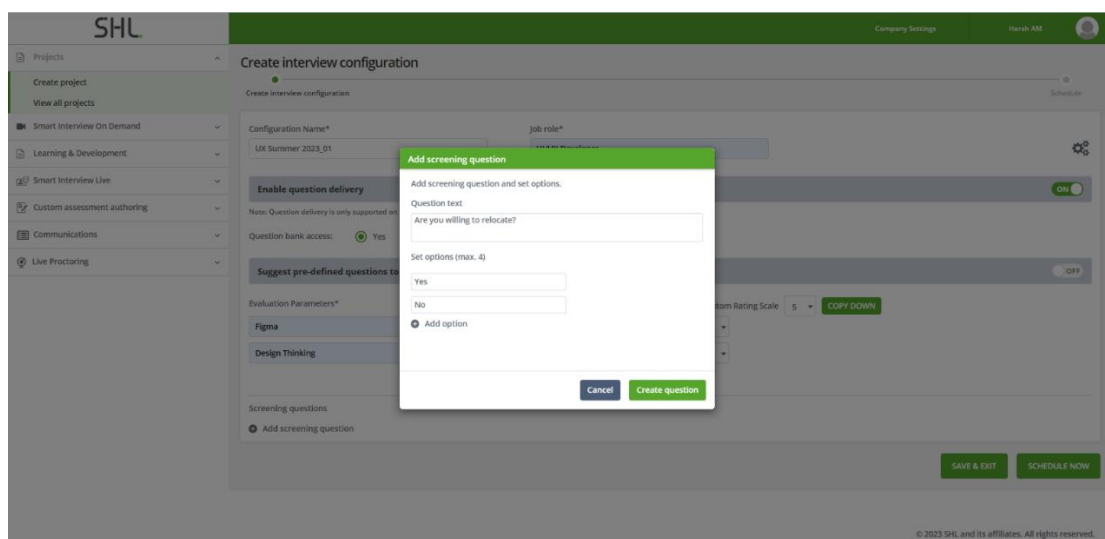 SHL.
Company Settings
Harsh AM
Projects
Create project
View all projects
Smart Interview On Demand
Learning & Development
Smart Interview Live
Custom assessment authoring
Communications
Live Proctoring
Create interview configuration
Create interview configuration
Schedule
Configuration Name*
Job role*
UX Summer 2023_01
Enable question delivery
ON
Note: Question delivery is only supported on
Question bank access:
Yes
Suggest pre-defined questions to
OFF
Evaluation Parameters*
Rating Scale
5
COPY DOWN
Figma
Design Thinking
Screening questions
Add screening question
Add screening question
Add screening question and set options.
Question text
Are you willing to relocate?
Set options (max. 4)
Yes
No
Add option
Cancel
Create question
SAVE & EXIT
SCHEDULE NOW
© 2023 SHL and its affiliates. All rights reserved.